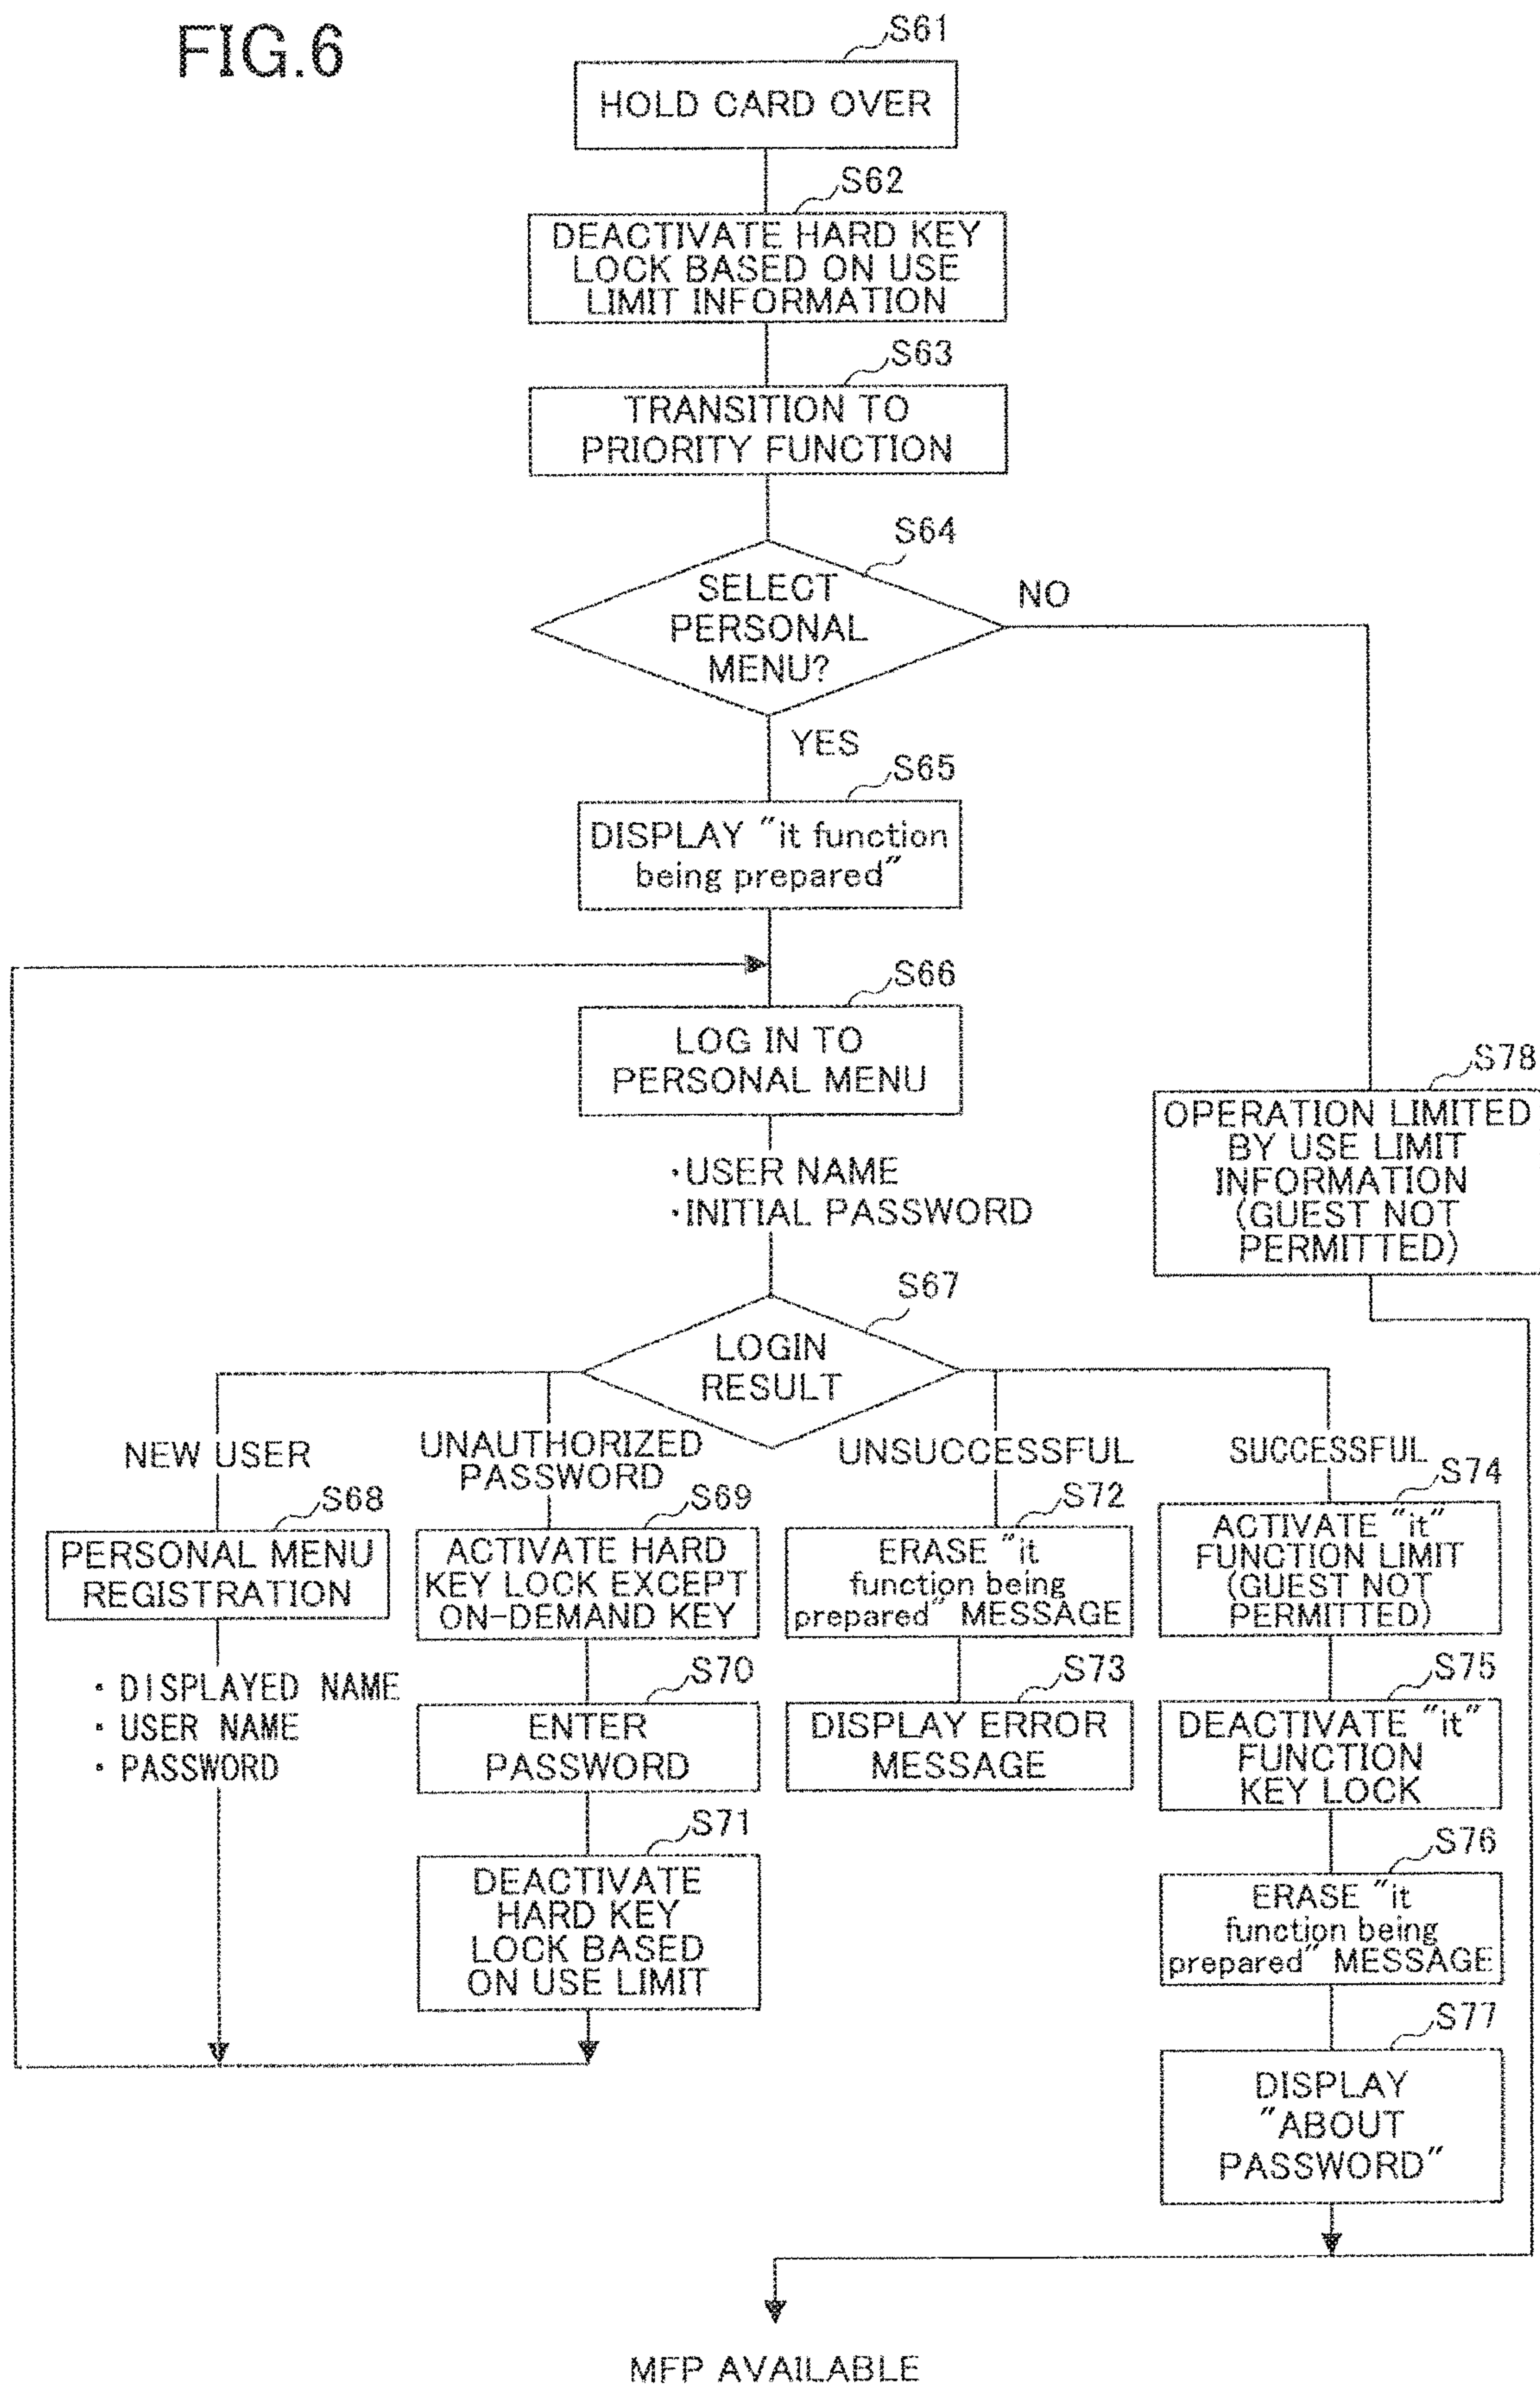 FIG.6
S61
HOLD CARD OVER
S62
DEACTIVATE HARD KEY
LOCK BASED ON USE
LIMIT INFORMATION
S63
TRANSITION TO
PRIORITY FUNCTION
S64
SELECT
PERSONAL
MENU?
NO
YES
S65
DISPLAY "it function
being prepared"
S66
LOG IN TO
PERSONAL MENU
S78
OPERATION LIMITED
BY USE LIMIT
INFORMATION
(GUEST NOT
PERMITTED)
・USER NAME
・INITIAL PASSWORD
S67
LOGIN
RESULT
NEW USER
S68
PERSONAL MENU
REGISTRATION
・DISPLAYED NAME
・USER NAME
・PASSWORD
UNAUTHORIZED
PASSWORD
S69
ACTIVATE HARD
KEY LOCK EXCEPT
ON-DEMAND KEY
S70
ENTER
PASSWORD
S71
DEACTIVATE
HARD KEY
LOCK BASED
ON USE LIMIT
UNSUCCESSFUL
S72
ERASE "it
function being
prepared" MESSAGE
S73
DISPLAY ERROR
MESSAGE
SUCCESSFUL
S74
ACTIVATE "it"
FUNCTION LIMIT
(GUEST NOT
PERMITTED)
S75
DEACTIVATE "it"
FUNCTION
KEY LOCK
S76
ERASE "it
function being
prepared" MESSAGE
S77
DISPLAY
"ABOUT
PASSWORD"
MFP AVAILABLE